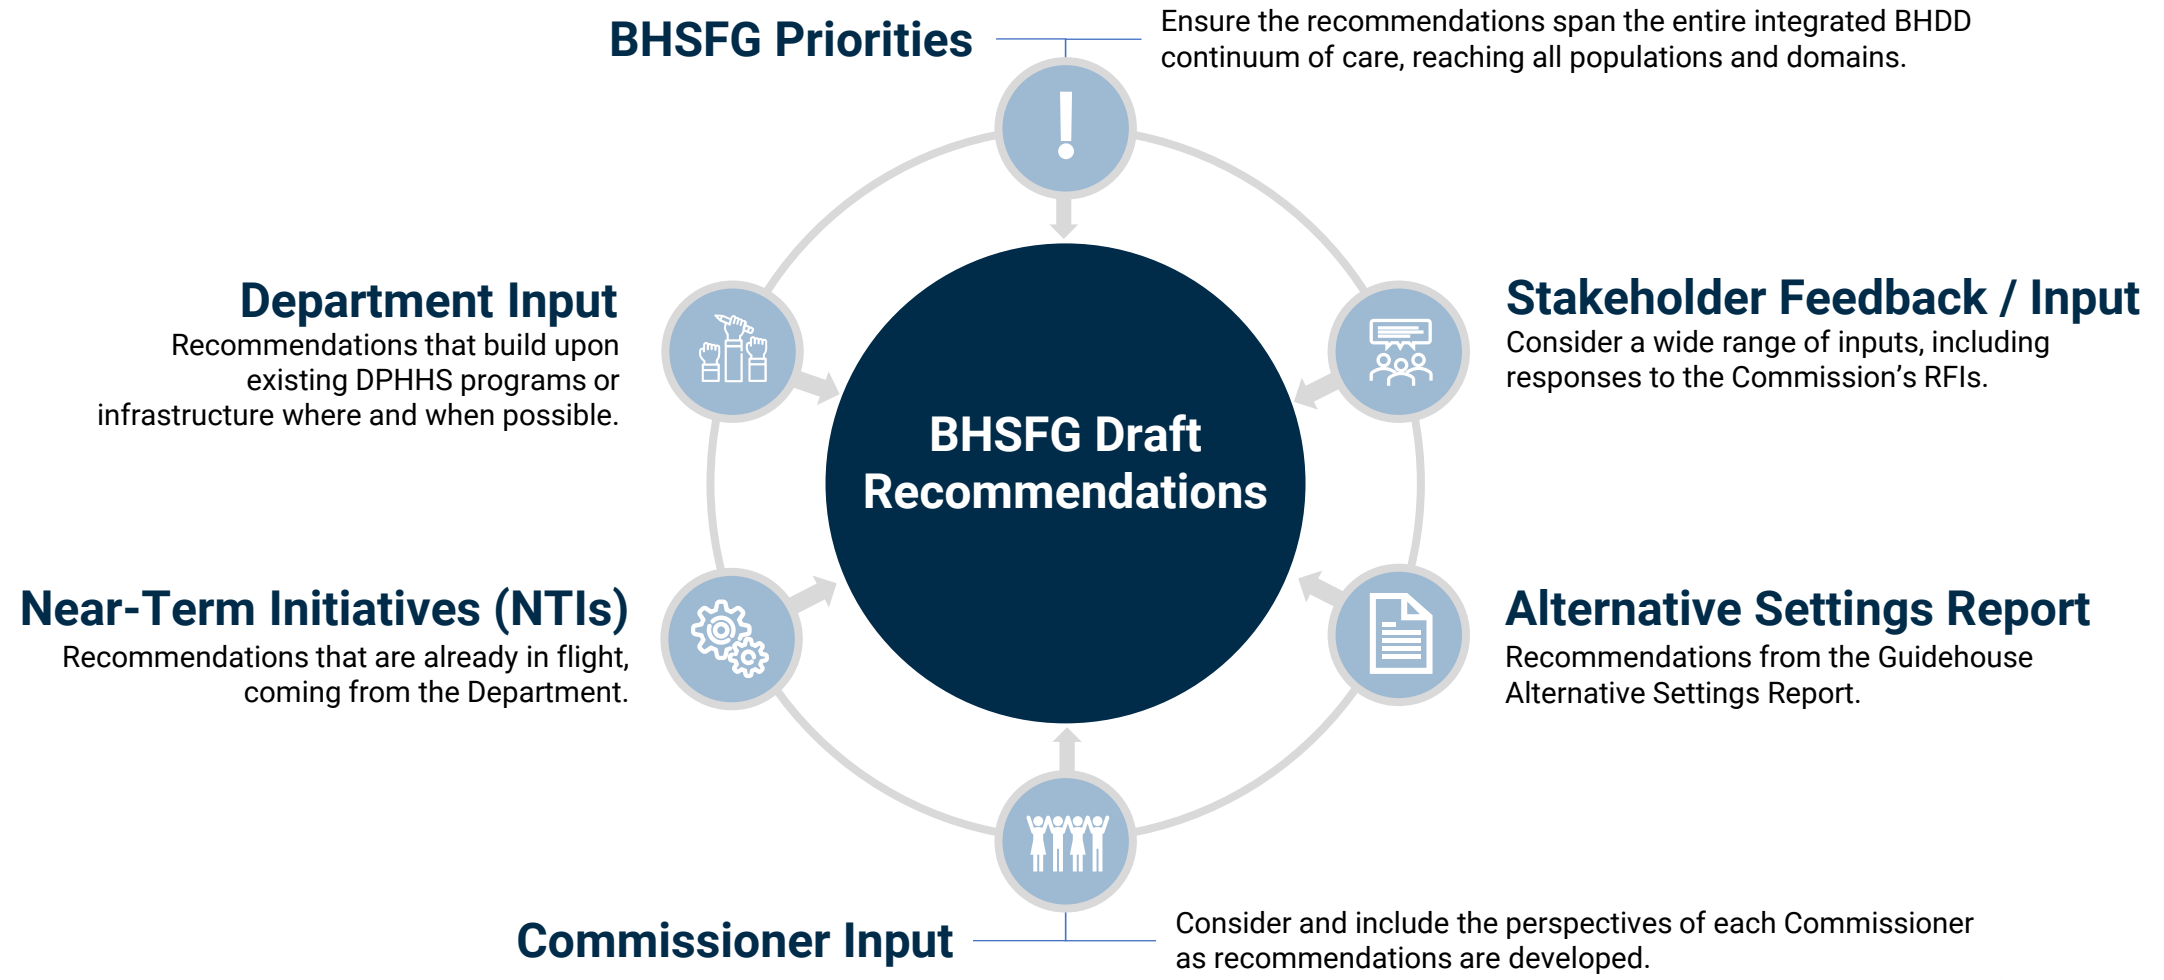 BHSFG Priorities
Ensure the recommendations span the entire integrated BHDD
continuum of care, reaching all populations and domains.
Department Input
Recommendations that build upon
existing DPHHS programs or
infrastructure where and when possible.
Stakeholder Feedback / Input
Consider a wide range of inputs, including
responses to the Commission’s RFIs.
BHSFG Draft
Recommendations
Near-Term Initiatives (NTIs)
Recommendations that are already in flight,
coming from the Department.
Alternative Settings Report
Recommendations from the Guidehouse
Alternative Settings Report.
Commissioner Input
Consider and include the perspectives of each Commissioner
as recommendations are developed.